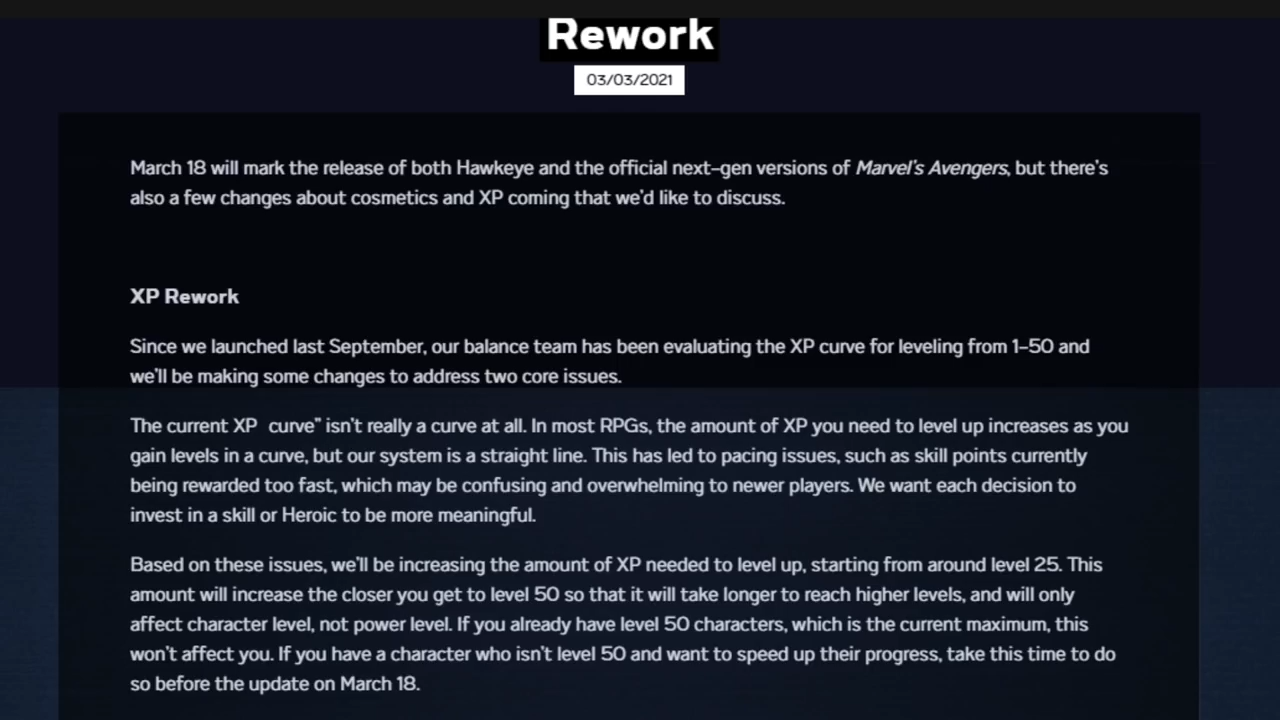 Rework
03/03/2021
March 18 will mark the release of both Hawkeye and the official next-gen versions of Marvel's Avengers, but there's
also a few changes about cosmetics and XP coming that we'd like to discuss.
XP Rework
Since we launched last September, our balance team has been evaluating the XP curve for leveling from 1-50 and
we'll be making some changes to address two core issues.
The current XP curve" isn't really a curve at all. In most RPGs, the amount of XP you need to level up increases as you
gain levels in a curve, but our system is a straight line. This has led to pacing issues, such as skill points currently
being rewarded too fast, which may be confusing and overwhelming to newer players. We want each decision to
invest in a skill or Heroic to be more meaningful.
Based on these issues, we'll be increasing the amount of XP needed to level up, starting from around level 25. This
amount will increase the closer you get to level 50 so that it will take longer to reach higher levels, and will only
affect character level, not power level. If you already have level 50 characters, which is the current maximum, this
won't affect you. If you have a character who isn't level 50 and want to speed up their progress, take this time to do
so before the update on March 18.